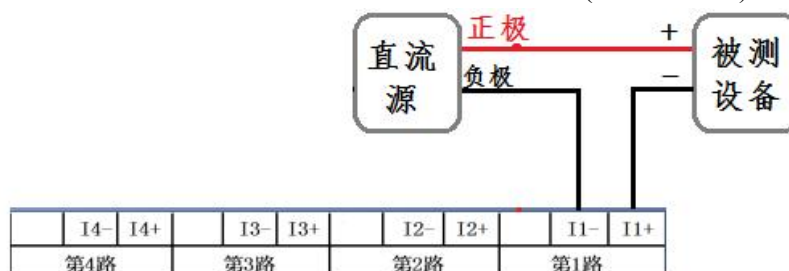 正极
+
直流
源
负极
−
被测
设备
I4− I4+ I3− I3+ I2− I2+ I1− I1+
第4路 第3路 第2路 第1路